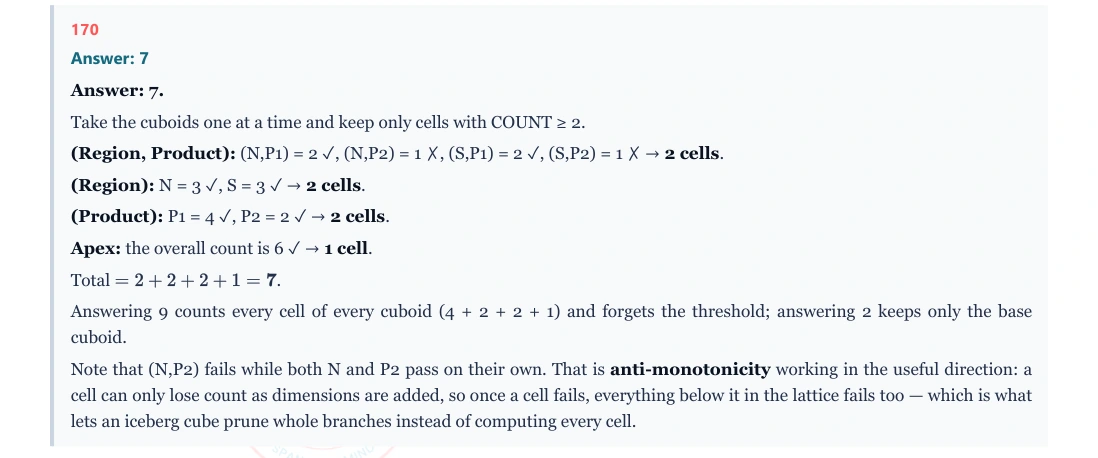 170
Answer: 7
Answer: 7.
Take the cuboids one at a time and keep only cells with COUNT ≥ 2.
(Region, Product): (N,P1) = 2 ✓, (N,P2) = 1 ✗, (S,P1) = 2 ✓, (S,P2) = 1 ✗ → 2 cells.
(Region): N = 3 ✓, S = 3 ✓ → 2 cells.
(Product): P1 = 4 ✓, P2 = 2 ✓ → 2 cells.
Apex: the overall count is 6 ✓ → 1 cell.
Total = 2 + 2 + 2 + 1 = 7.
Answering 9 counts every cell of every cuboid (4 + 2 + 2 + 1) and forgets the threshold; answering 2 keeps only the base
cuboid.
Note that (N,P2) fails while both N and P2 pass on their own. That is anti-monotonicity working in the useful direction: a
cell can only lose count as dimensions are added, so once a cell fails, everything below it in the lattice fails too — which is what
lets an iceberg cube prune whole branches instead of computing every cell.